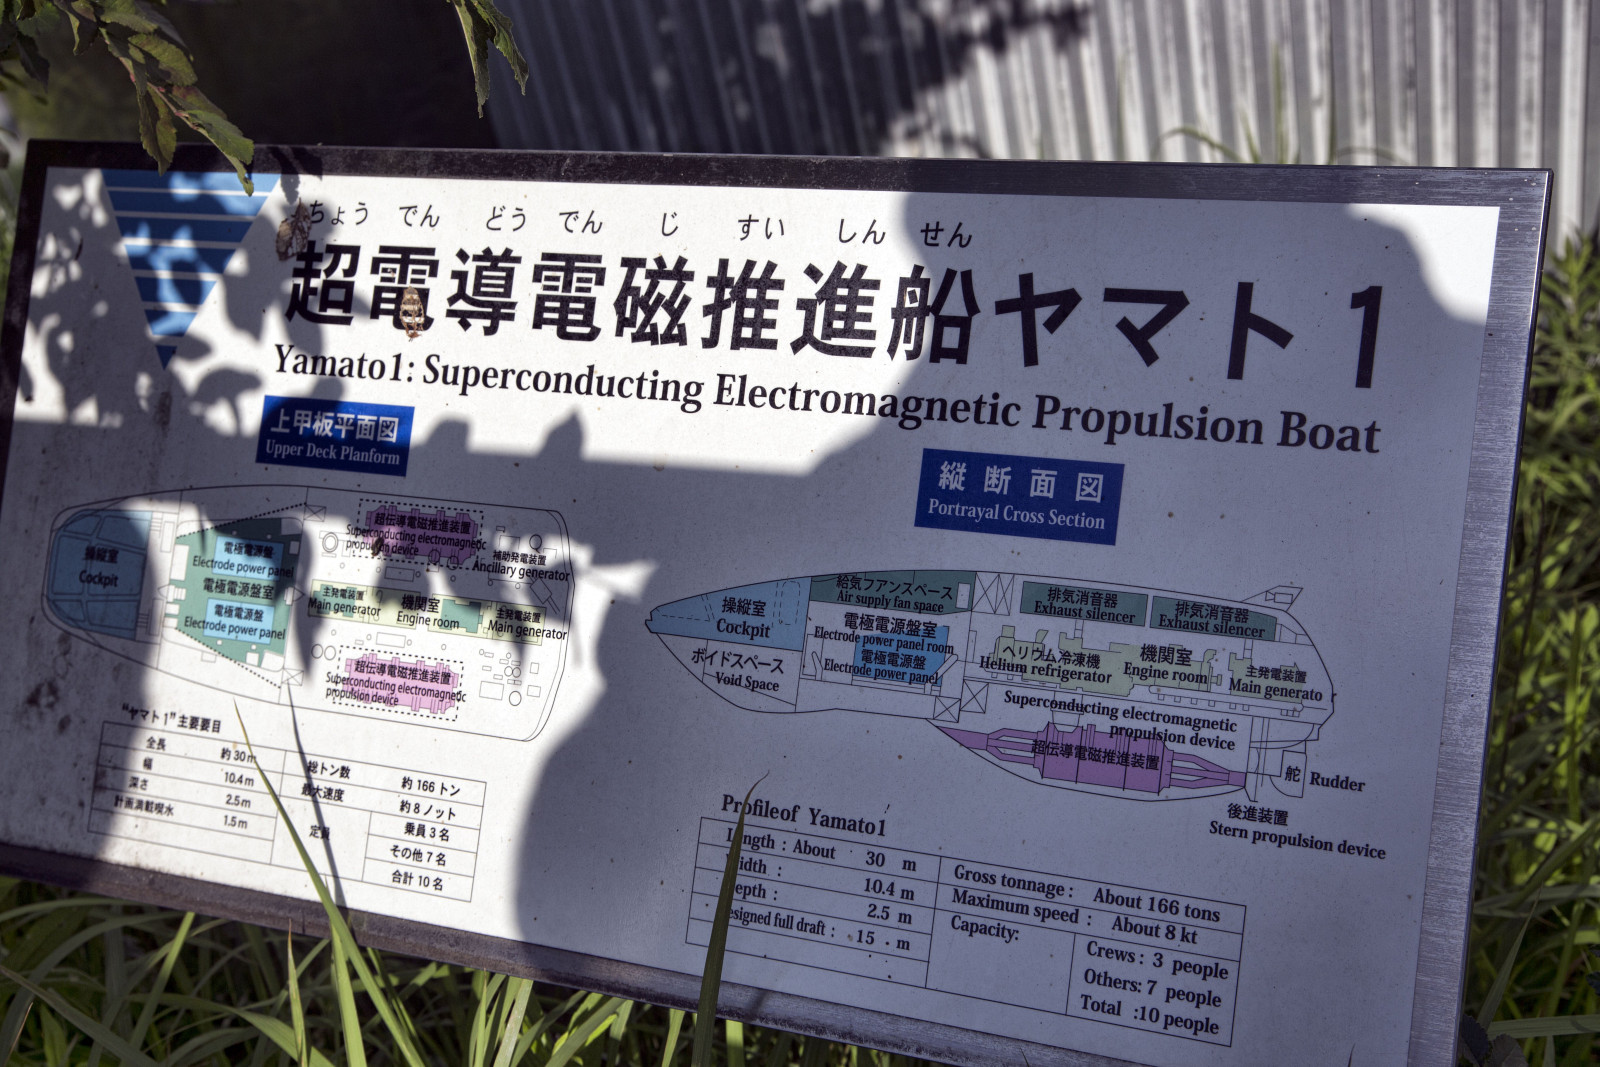 ちょう でん どう でん じ すい しん せん
超電導電磁推進船ヤマト1
Yamato1: Superconducting Electromagnetic Propulsion Boat
上甲板平面図
Upper Deck Planform
操縦室
Cockpit
電極電源盤
Electrode power panel
電極電源盤室
電極電源盤
Electrode power panel
超伝導電磁推進装置
Superconducting electromagnetic
propulsion device
補助発電装置
Ancillary generator
主発電装置
Main generator
機関室
Engine room
主発電装置
Main generator
超伝導電磁推進装置
Superconducting electromagnetic
propulsion device
"ヤマト1"主要要目
全長 約30m
幅 10.4m
深さ 2.5m
計画満載喫水 1.5m
総トン数 約166トン
最大速度 約8ノット
定員 乗員3名
その他7名
合計10名
縦断面図
Portrayal Cross Section
操縦室
Cockpit
ボイドスペース
Void Space
給気フアンスペース
Air supply fan space
電極電源盤室
Electrode power panel room
電極電源盤
Electrode power panel
排気消音器
Exhaust silencer
排気消音器
Exhaust silencer
ヘリウム冷凍機
Helium refrigerator
機関室
Engine room
主発電装置
Main generato
Superconducting electromagnetic
propulsion device
超伝導電磁推進装置
舵 Rudder
後進装置
Stern propulsion device
Profileof Yamato1
Length : About 30 m
Width : 10.4 m
Depth : 2.5 m
Designed full draft : 15 . m
Gross tonnage : About 166 tons
Maximum speed : About 8 kt
Capacity:
Crews : 3 people
Others: 7 people
Total :10 people